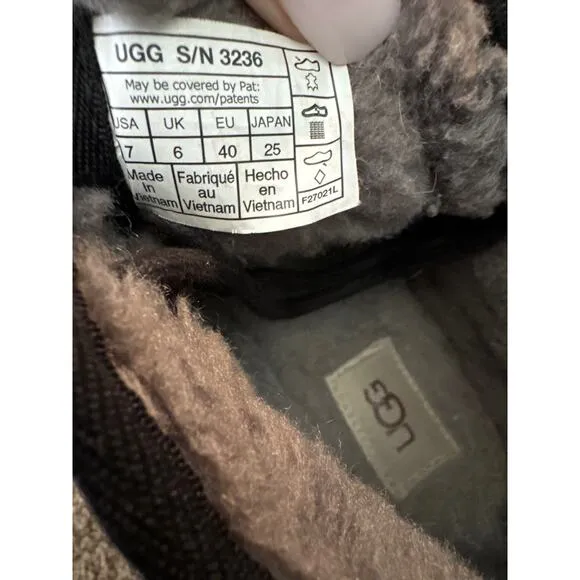 UGG S/N 3236
May be covered by Pat:
www.ugg.com/patents
USA UK EU JAPAN
7 6 40 25
Made in Vietnam
Fabriqué au Vietnam
Hecho en Vietnam
F27021L
UGG